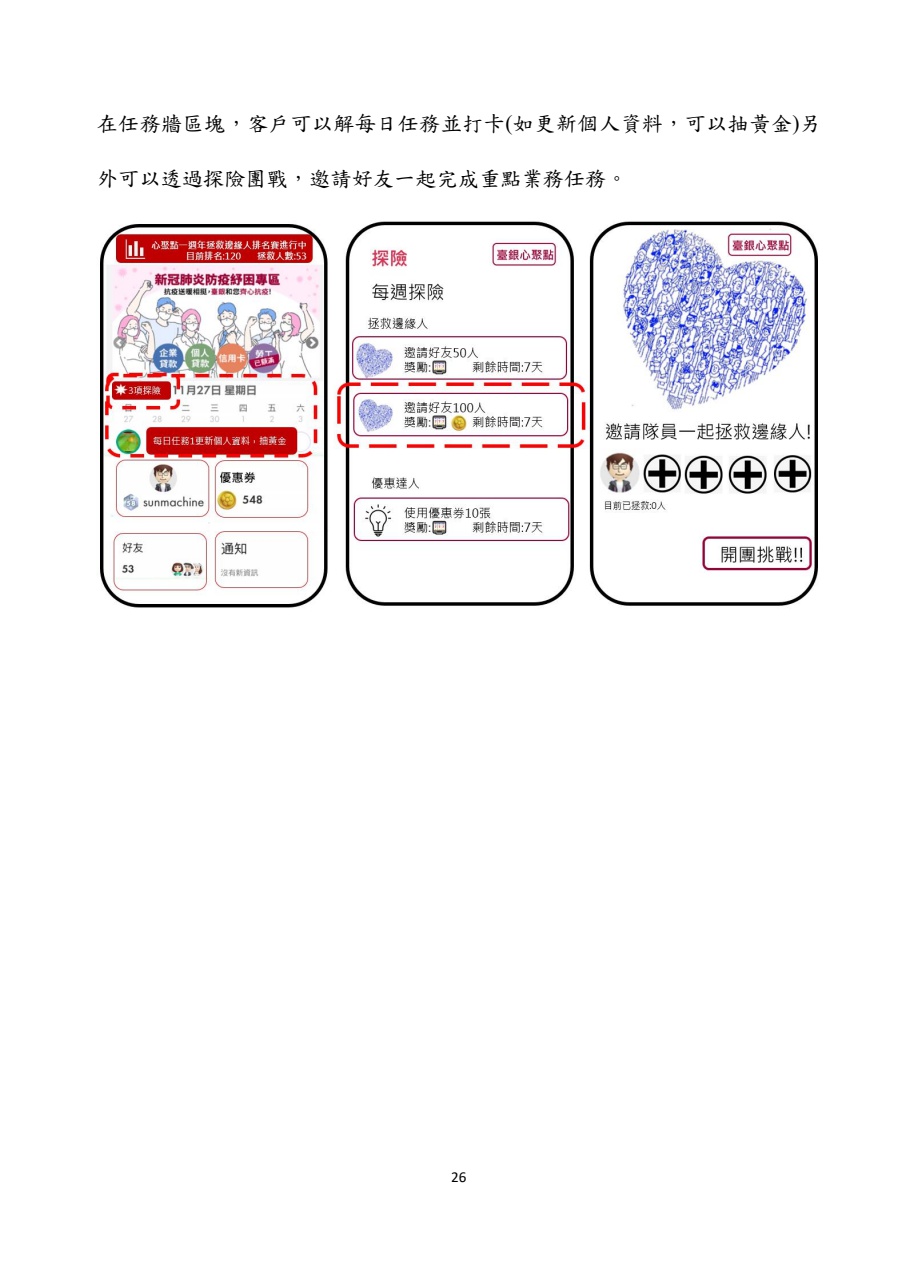 在任務牆區塊，客戶可以解每日任務並打卡(如更新個人資料，可以抽黃金)另
外可以透過探險團戰，邀請好友一起完成重點業務任務。
心聚點一週年拯救邊緣人排名賽進行中
目前排名:120 拯救人數:53
新冠肺炎防疫紓困專區
抗疫送暖相挺，臺銀和您齊心抗疫!
企業
貸款
個人
貸款
信用卡
勞工
已額滿
3項探險
11月27日 星期日
二 三 四 五 六
27 28 29 30 1 2 3
每日任務1更新個人資料，抽黃金
sunmachine
優惠券
548
好友
53
通知
沒有新資訊
探險
臺銀心聚點
每週探險
拯救邊緣人
邀請好友50人
獎勵: 剩餘時間:7天
邀請好友100人
獎勵: 剩餘時間:7天
優惠達人
使用優惠券10張
獎勵: 剩餘時間:7天
臺銀心聚點
邀請隊員一起拯救邊緣人!
目前已拯救:0人
開團挑戰!!
26